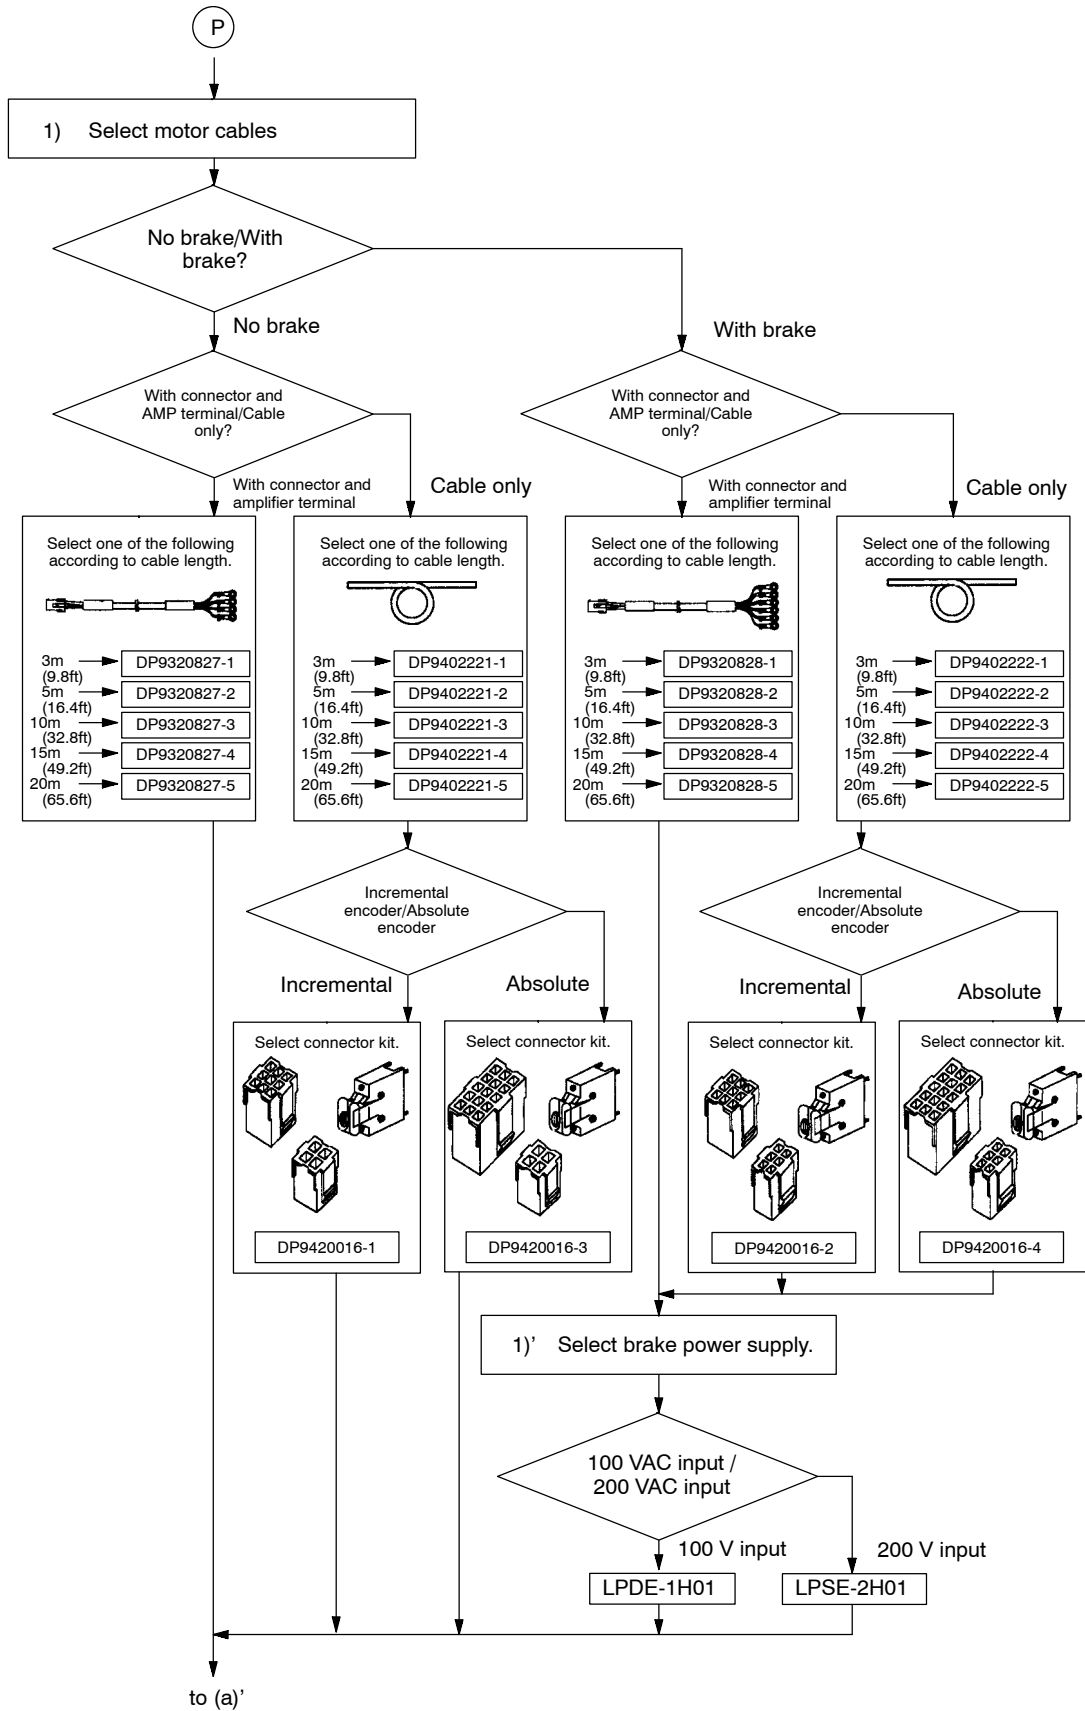 P
1) Select motor cables
No brake/With
brake?
No brake
With brake
With connector and
AMP terminal/Cable
only?
With connector and
AMP terminal/Cable
only?
With connector and
amplifier terminal
Cable only
With connector and
amplifier terminal
Cable only
Select one of the following
according to cable length.
3m
(9.8ft)
DP9320827-1
5m
(16.4ft)
DP9320827-2
10m
(32.8ft)
DP9320827-3
15m
(49.2ft)
DP9320827-4
20m
(65.6ft)
DP9320827-5
Select one of the following
according to cable length.
3m
(9.8ft)
DP9402221-1
5m
(16.4ft)
DP9402221-2
10m
(32.8ft)
DP9402221-3
15m
(49.2ft)
DP9402221-4
20m
(65.6ft)
DP9402221-5
Select one of the following
according to cable length.
3m
(9.8ft)
DP9320828-1
5m
(16.4ft)
DP9320828-2
10m
(32.8ft)
DP9320828-3
15m
(49.2ft)
DP9320828-4
20m
(65.6ft)
DP9320828-5
Select one of the following
according to cable length.
3m
(9.8ft)
DP9402222-1
5m
(16.4ft)
DP9402222-2
10m
(32.8ft)
DP9402222-3
15m
(49.2ft)
DP9402222-4
20m
(65.6ft)
DP9402222-5
Incremental
encoder/Absolute
encoder
Incremental
encoder/Absolute
encoder
Incremental
Absolute
Incremental
Absolute
Select connector kit.
DP9420016-1
Select connector kit.
DP9420016-3
Select connector kit.
DP9420016-2
Select connector kit.
DP9420016-4
1)’ Select brake power supply.
100 VAC input /
200 VAC input
100 V input
200 V input
LPDE-1H01
LPSE-2H01
to (a)’